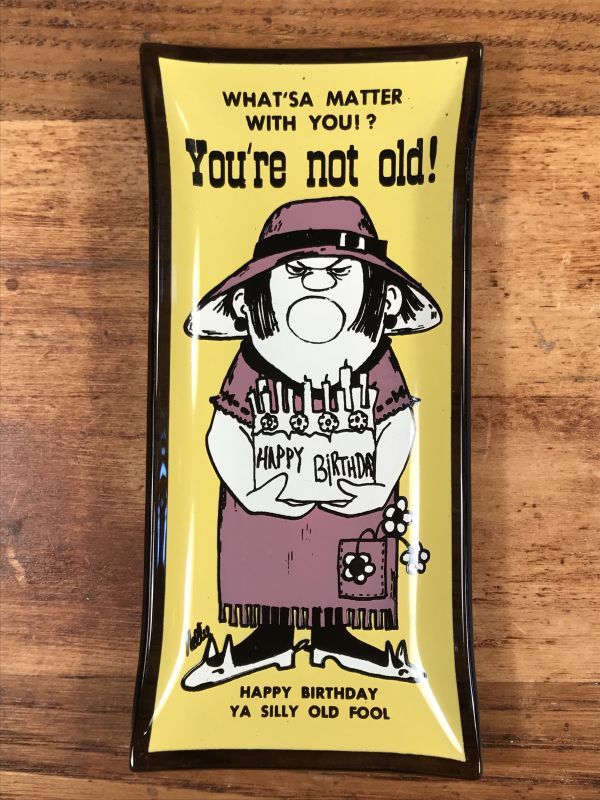 WHAT'SA MATTER
WITH YOU!?
You're not old!
HAPPY BIRTHDAY
HAPPY BIRTHDAY
YA SILLY OLD FOOL